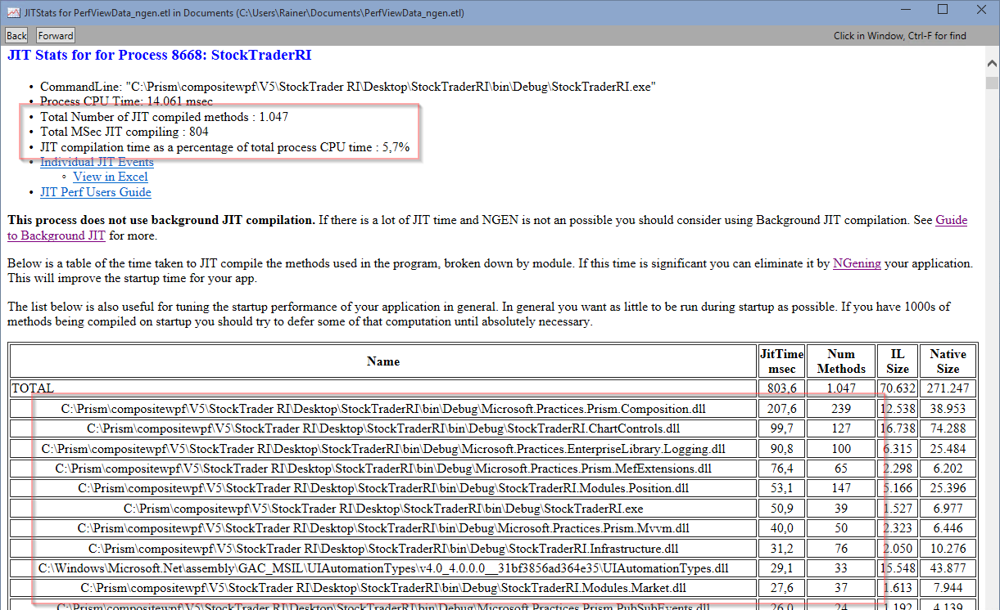 JITStats for PerfViewData_ngen.etl in Documents (C:\Users\Rainer\Documents\PerfViewData_ngen.etl)
Back Forward Click in Window, Ctrl-F for find
JIT Stats for for Process 8668: StockTraderRI
• CommandLine: "C:\Prism\compositewpf\V5\StockTrader RI\Desktop\StockTraderRI\bin\Debug\StockTraderRI.exe"
• Process CPU Time: 14.061 msec
• Total Number of JIT compiled methods : 1.047
• Total MSec JIT compiling : 804
• JIT compilation time as a percentage of total process CPU time : 5,7%
• Individual JIT Events
◦ View in Excel
• JIT Perf Users Guide
This process does not use background JIT compilation. If there is a lot of JIT time and NGEN is not an possible you should consider using Background JIT compilation. See Guide
to Background JIT for more.
Below is a table of the time taken to JIT compile the methods used in the program, broken down by module. If this time is significant you can eliminate it by NGening your application.
This will improve the startup time for your app.
The list below is also useful for tuning the startup performance of your application in general. In general you want as little to be run during startup as possible. If you have 1000s of
methods being compiled on startup you should try to defer some of that computation until absolutely necessary.
Name JitTime msec Num Methods IL Size Native Size
TOTAL 803,6 1.047 70.632 271.247
C:\Prism\compositewpf\V5\StockTrader RI\Desktop\StockTraderRI\bin\Debug\Microsoft.Practices.Prism.Composition.dll 207,6 239 12.538 38.953
C:\Prism\compositewpf\V5\StockTrader RI\Desktop\StockTraderRI\bin\Debug\StockTraderRI.ChartControls.dll 99,7 127 16.738 74.288
C:\Prism\compositewpf\V5\StockTrader RI\Desktop\StockTraderRI\bin\Debug\Microsoft.Practices.EnterpriseLibrary.Logging.dll 90,8 100 6.315 25.484
C:\Prism\compositewpf\V5\StockTrader RI\Desktop\StockTraderRI\bin\Debug\Microsoft.Practices.Prism.MefExtensions.dll 76,4 65 2.298 6.202
C:\Prism\compositewpf\V5\StockTrader RI\Desktop\StockTraderRI\bin\Debug\StockTraderRI.Modules.Position.dll 53,1 147 5.166 25.396
C:\Prism\compositewpf\V5\StockTrader RI\Desktop\StockTraderRI\bin\Debug\StockTraderRI.exe 50,9 39 1.527 6.977
C:\Prism\compositewpf\V5\StockTrader RI\Desktop\StockTraderRI\bin\Debug\Microsoft.Practices.Prism.Mvvm.dll 40,0 50 2.323 6.446
C:\Prism\compositewpf\V5\StockTrader RI\Desktop\StockTraderRI\bin\Debug\StockTraderRI.Infrastructure.dll 31,2 76 2.050 10.276
C:\Windows\Microsoft.Net\assembly\GAC_MSIL\UIAutomationTypes\v4.0_4.0.0.0__31bf3856ad364e35\UIAutomationTypes.dll 29,1 33 15.548 43.877
C:\Prism\compositewpf\V5\StockTrader RI\Desktop\StockTraderRI\bin\Debug\StockTraderRI.Modules.Market.dll 27,6 37 1.613 7.944
C:\Prism\compositewpf\V5\StockTrader RI\Desktop\StockTraderRI\bin\Debug\Microsoft.Practices.Prism.PubSubEvents.dll 26,0 24 1.192 4.139